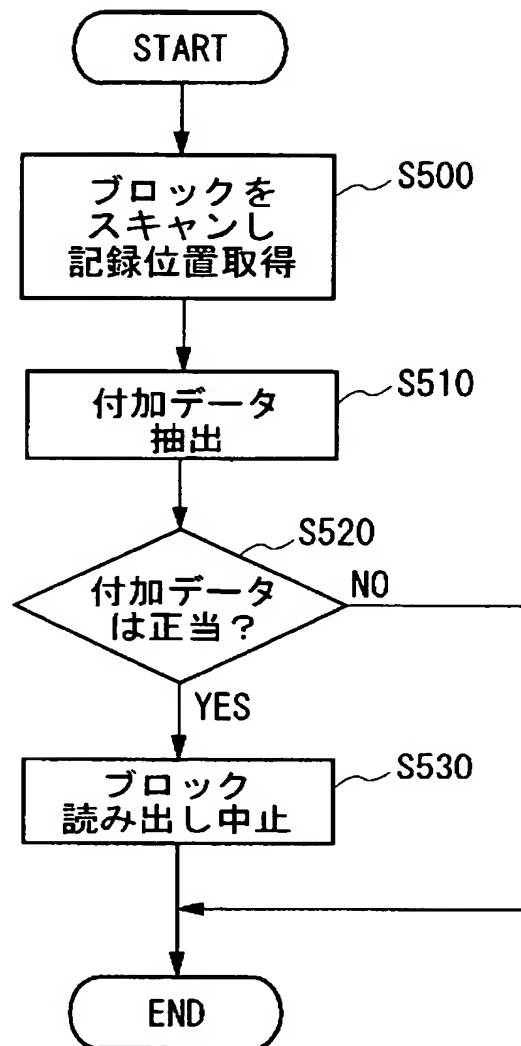 START
ブロックを
スキャンし
記録位置取得
S500
付加データ
抽出
S510
付加データ
は正当？
S520
NO
YES
ブロック
読み出し中止
S530
END